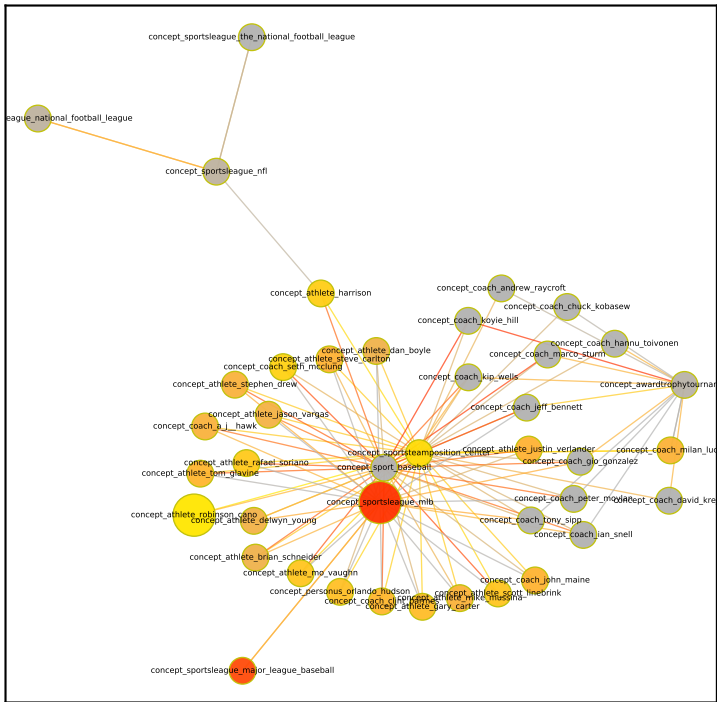 concept_sportsleague_the_national_football_league
eague_national_football_league
concept_sportsleague_nfl
concept_coach_andrew_raycroft
concept_athlete_harrison
concept_coach_chuck_kobasew
concept_coach_koyie_hill
concept_coach_hannu_toivonen
concept_athlete_dan_boyle
concept_coach_marco_sturm
concept_athlete_steve_carlton
concept_coach_seth_mcclung
concept_coach_kip_wells
concept_athlete_stephen_drew
concept_awardtrophytournar
concept_coach_jeff_bennett
concept_athlete_jason_vargas
concept_coach_a_j__hawk
concept_athlete_justin_verlander
concept_coach_milan_luc
concept_sportsteamposition_center
concept_coach_gio_gonzalez
concept_athlete_rafael_soriano
concept_sport_baseball
concept_athlete_tom_glavine
concept_coach_peter_moylan
concept_coach_david_kre
concept_sportsleague_mlb
concept_athlete_robinson_cano
concept_athlete_delwyn_young
concept_coach_tony_sipp
concept_coach_ian_snell
concept_athlete_brian_schneider
concept_athlete_mo_vaughn
concept_coach_john_maine
concept_personus_orlando_hudson
concept_athlete_scott_linebrink
concept_athlete_mike_mussina
concept_coach_clint_barmes
concept_athlete_gary_carter
concept_sportsleague_major_league_baseball